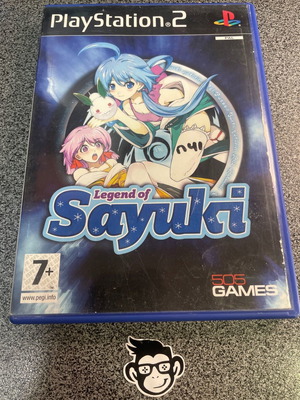 PlayStation®2
Legend of
Sayuki
7+
www.pegi.info
505
GAMES